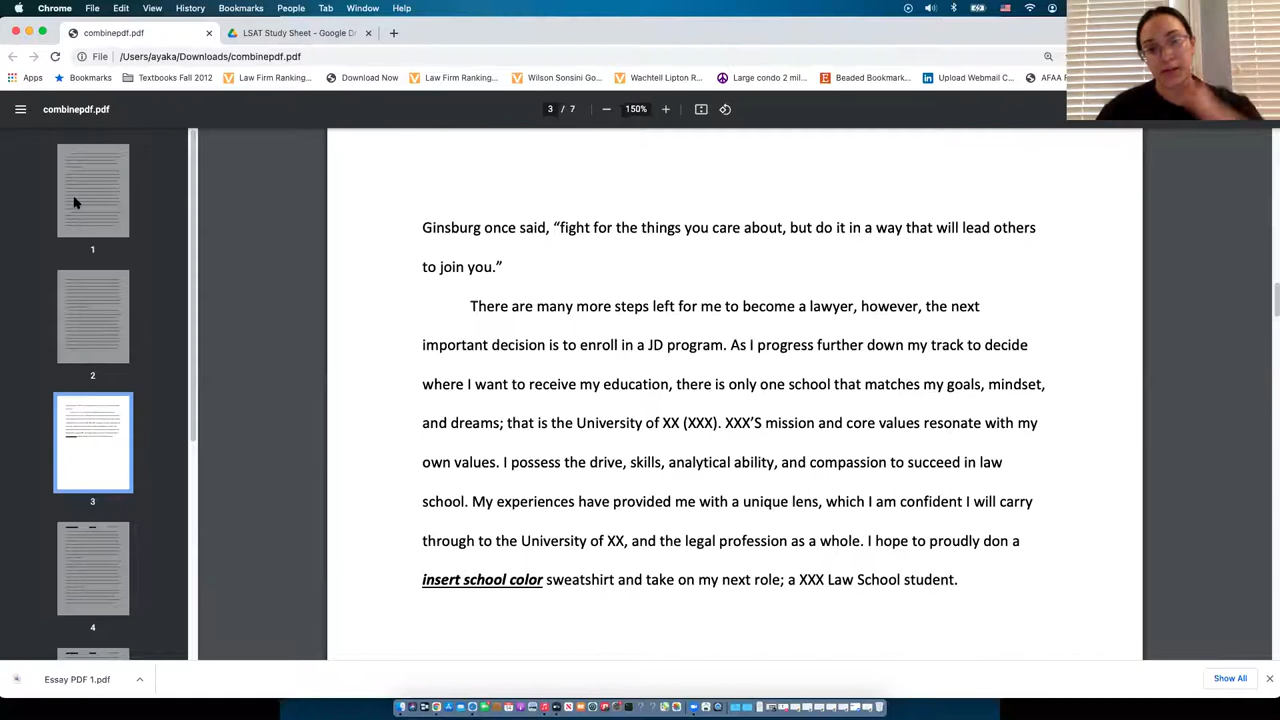 Chrome File Edit View History Bookmarks People Tab Window Help
combinepdf.pdf
LSAT Study Sheet - Google D
File | /Users/ayaka/Downloads/combinepdf.pdf
Apps Bookmarks Textbooks Fall 2012 Law Firm Ranking... Download Now Law Firm Ranking... Wilson Sonsini Go... Wachtell Lipton R... Large condo 2 mil... Beaded Bookmark... Upload Webmail C... AFAA
combinepdf.pdf
3 / 7
150%
1
2
3
4
Ginsburg once said, “fight for the things you care about, but do it in a way that will lead others
to join you.”
There are many more steps left for me to become a lawyer, however, the next
important decision is to enroll in a JD program. As I progress further down my track to decide
where I want to receive my education, there is only one school that matches my goals, mindset,
and dreams; that is the University of XX (XXX). XXX’S mission and core values resonate with my
own values. I possess the drive, skills, analytical ability, and compassion to succeed in law
school. My experiences have provided me with a unique lens, which I am confident I will carry
through to the University of XX, and the legal profession as a whole. I hope to proudly don a
insert school color sweatshirt and take on my next role; a XXX Law School student.
Essay PDF 1.pdf
Show All